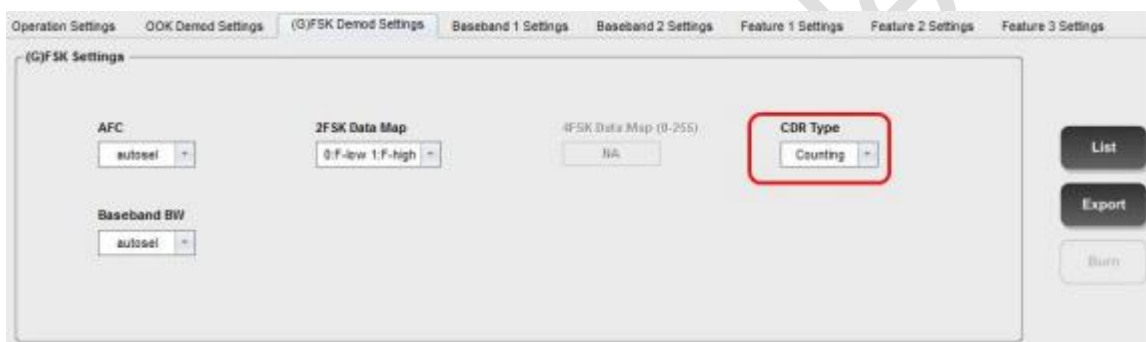 Operation Settings OOK Demod Settings (G)FSK Demod Settings Baseband 1 Settings Baseband 2 Settings Feature 1 Settings Feature 2 Settings Feature 3 Settings
(G)FSK Settings
AFC 2FSK Data Map 4FSK Data Map (0-255) CDR Type
autosel 0:F-low 1:F-high NA Counting
List
Baseband BW
Export
autosel
Burn